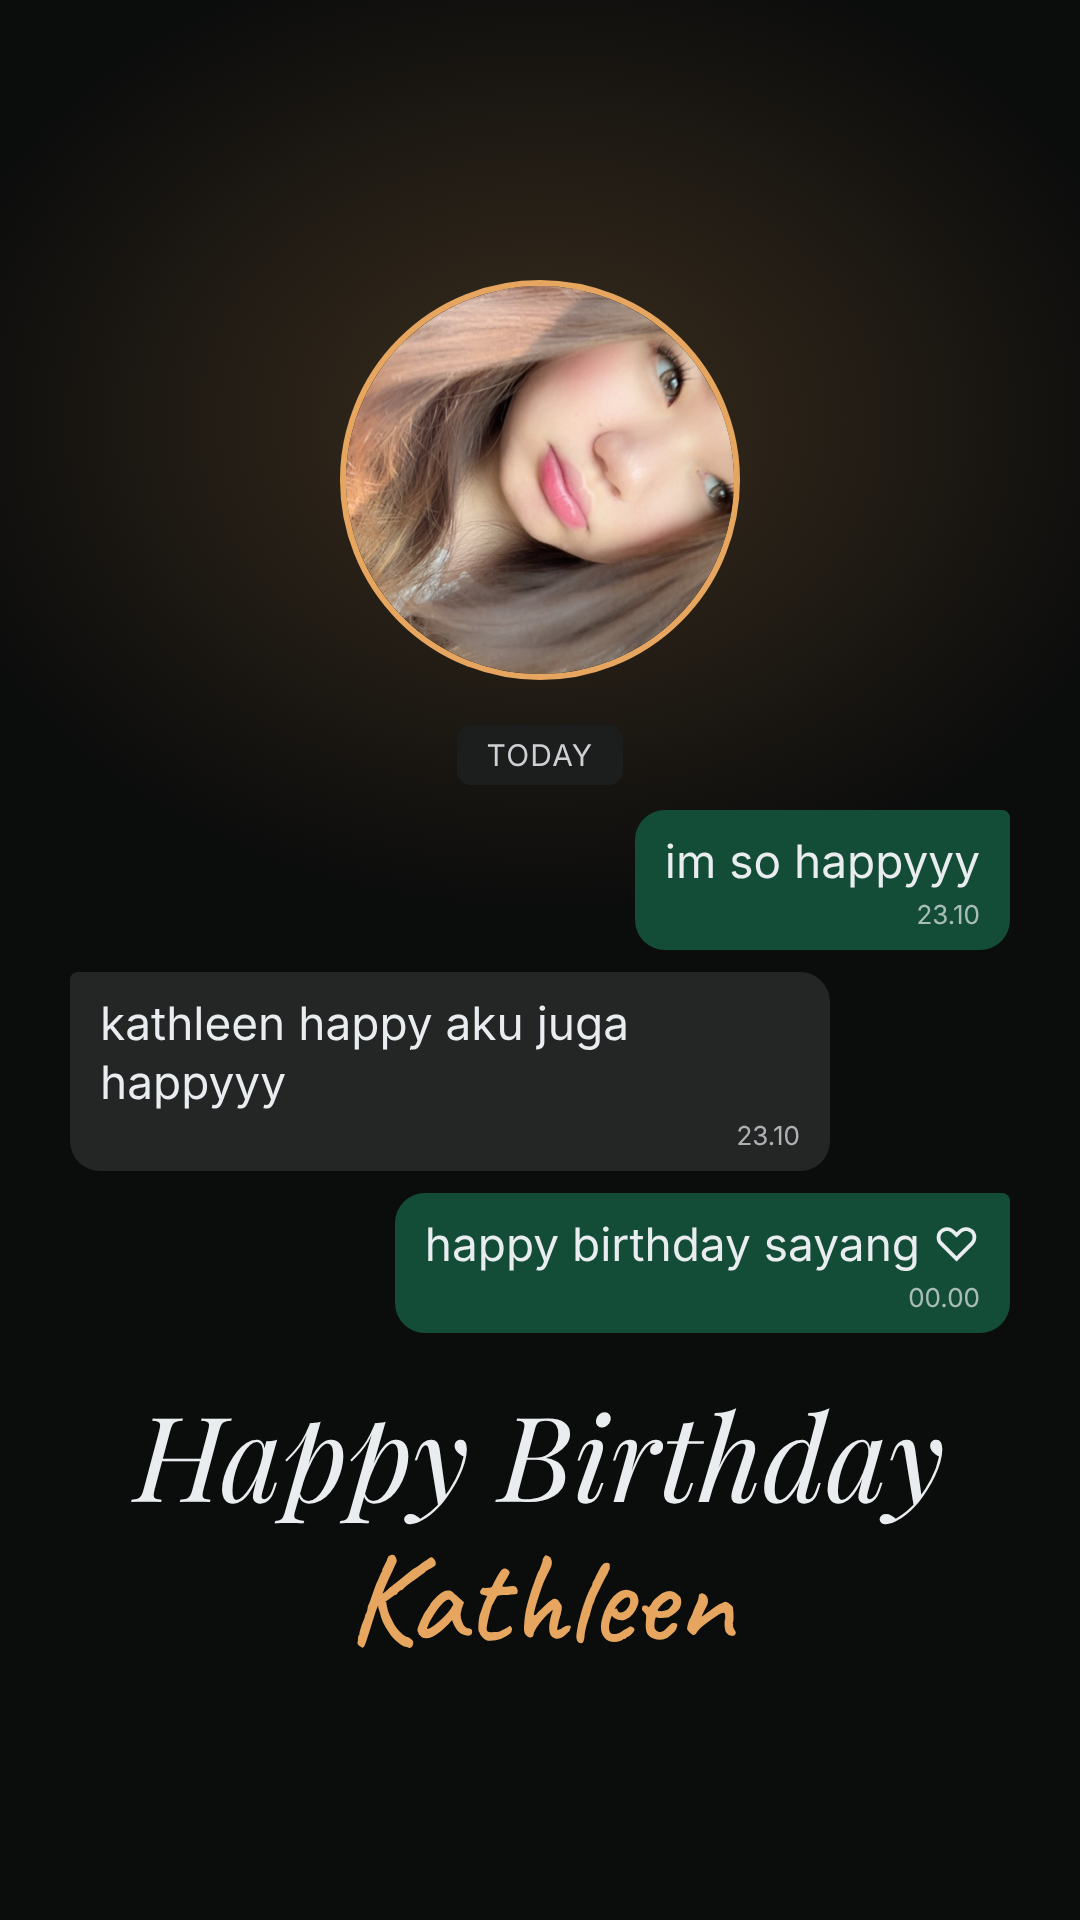 TODAY
im so happyyy
23.10
kathleen happy aku juga
happyyy
23.10
happy birthday sayang ♡
00.00
Happy Birthday
Kathleen